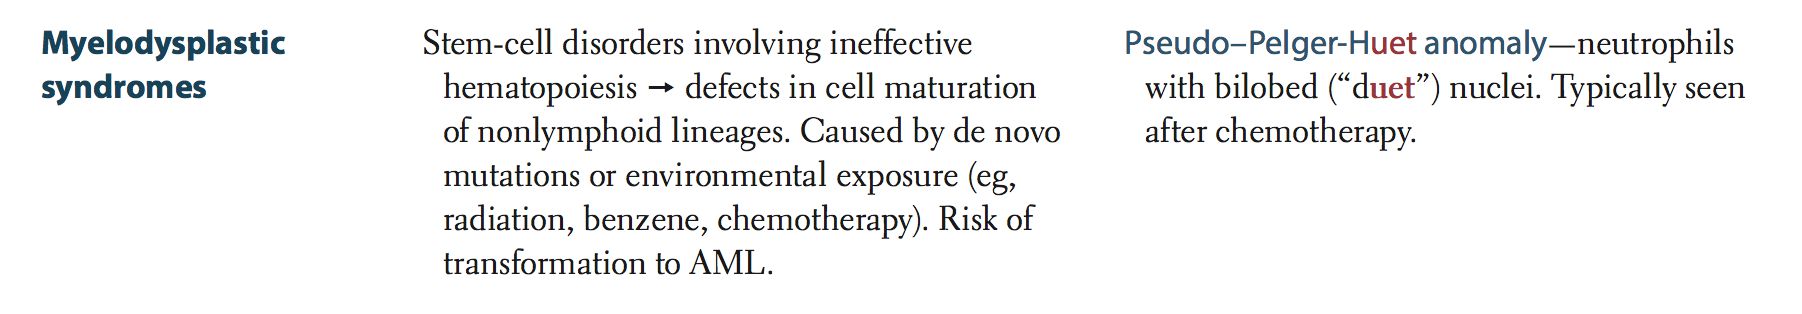 Myelodysplastic
syndromes
Stem-cell disorders involving ineffective
hematopoiesis → defects in cell maturation
of nonlymphoid lineages. Caused by de novo
mutations or environmental exposure (eg,
radiation, benzene, chemotherapy). Risk of
transformation to AML.
Pseudo–Pelger-Huet anomaly—neutrophils
with bilobed (“duet”) nuclei. Typically seen
after chemotherapy.